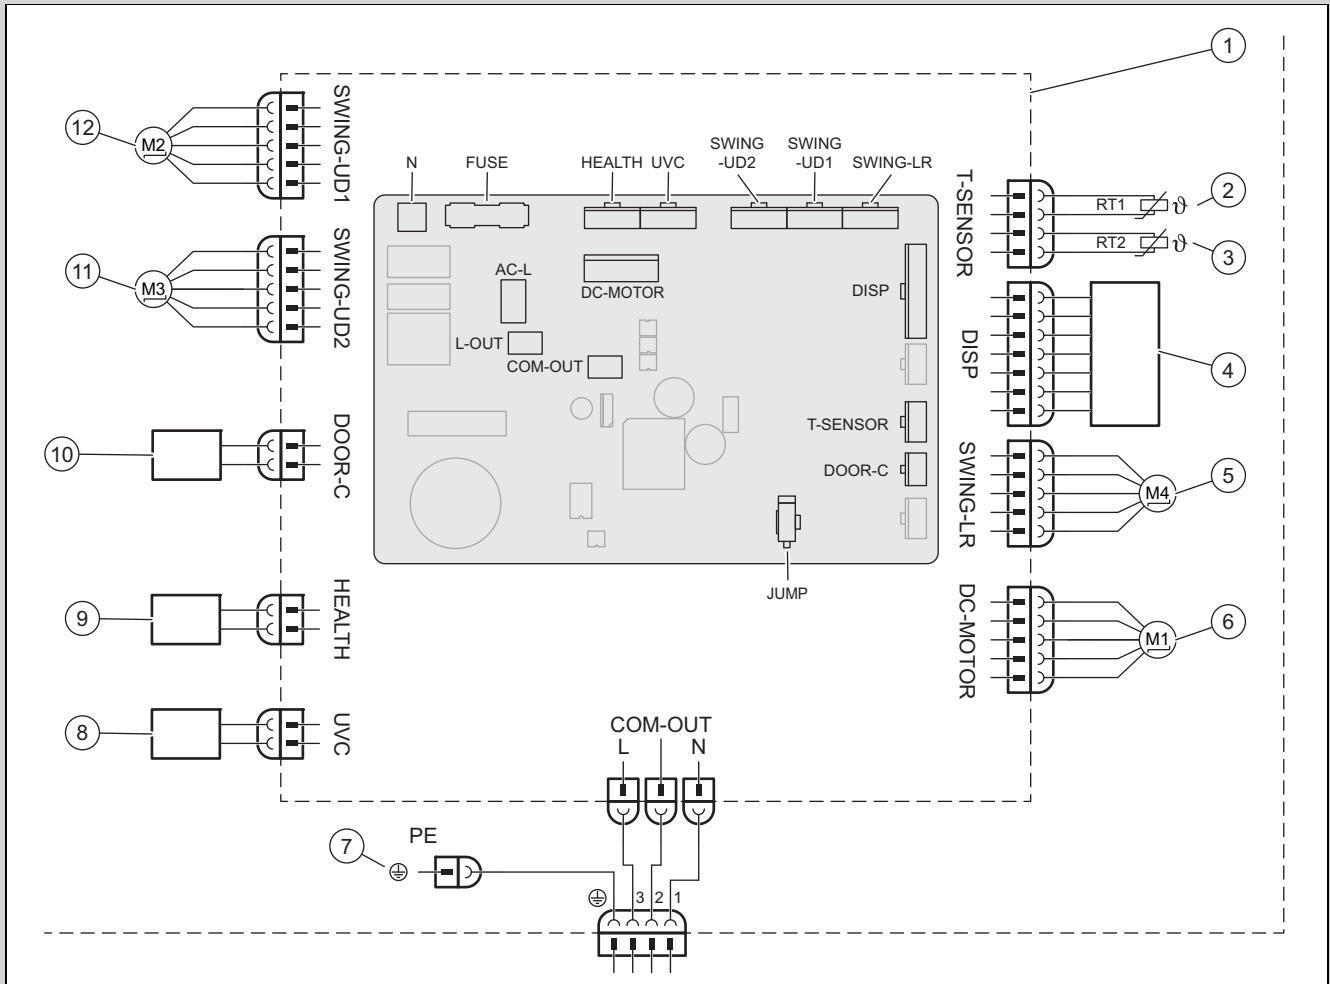 1
12
M2
SWING-UD1
N
FUSE
HEALTH
UVC
SWING
-UD2
SWING
-UD1
SWING-LR
T-SENSOR
RT1
ϑ
2
RT2
ϑ
3
11
M3
SWING-UD2
AC-L
DC-MOTOR
DISP
L-OUT
COM-OUT
DISP
4
10
DOOR-C
T-SENSOR
DOOR-C
SWING-LR
M4
5
JUMP
9
HEALTH
DC-MOTOR
M1
6
8
UVC
COM-OUT
L
N
7
PE
3
2
1